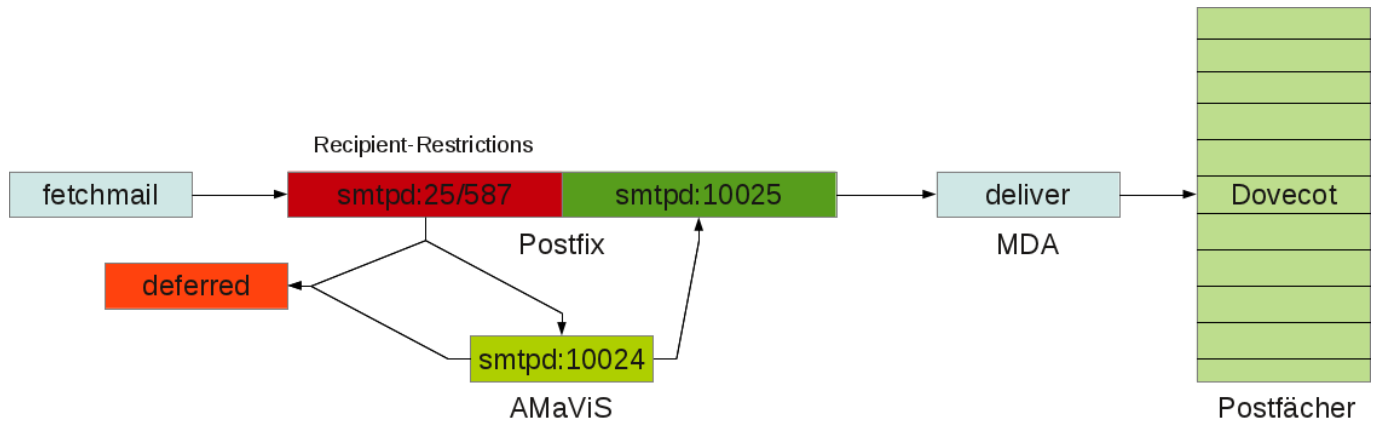 Recipient-Restrictions
fetchmail
smtpd:25/587
smtpd:10025
deliver
Dovecot
Postfix
MDA
deferred
smtpd:10024
AMaViS
Postfächer